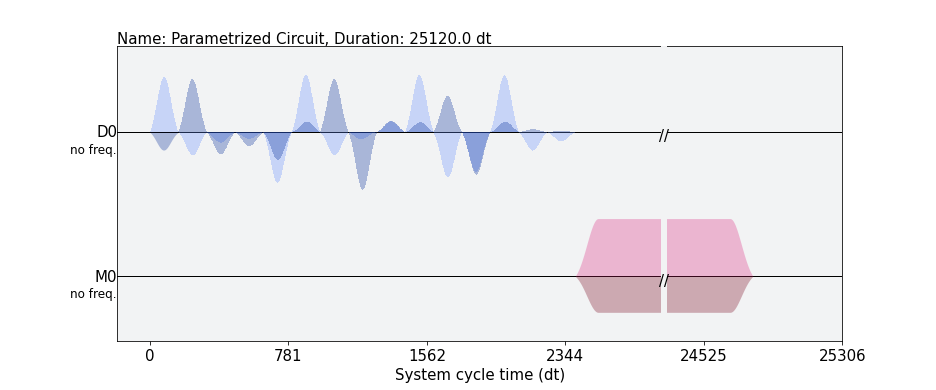 Name: Parametrized Circuit, Duration: 25120.0 dt
D0
no freq.
//
M0
no freq.
//
0 781 1562 2344 24525 25306
System cycle time (dt)